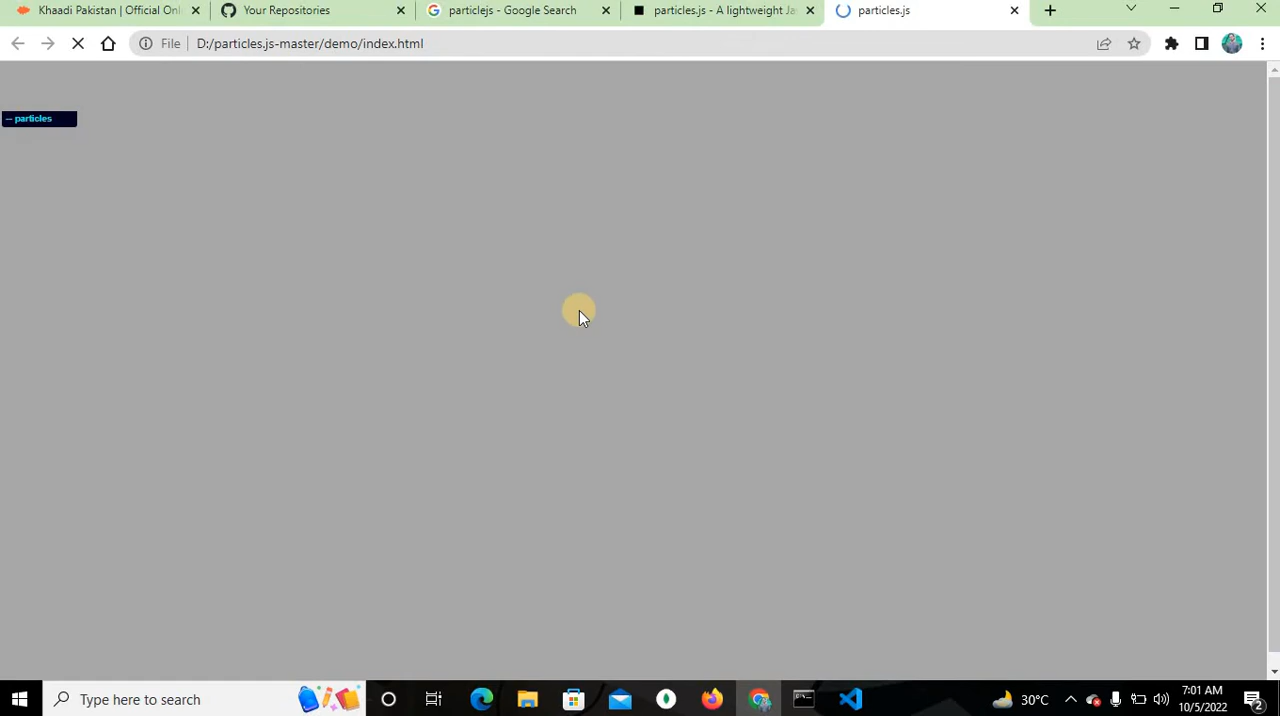 Khaadi Pakistan | Official Onl
Your Repositories
particlejs - Google Search
particles.js - A lightweight Ja
particles.js
File
D:/particles.js-master/demo/index.html
-- particles
Type here to search
30°C
7:01 AM
10/5/2022
2